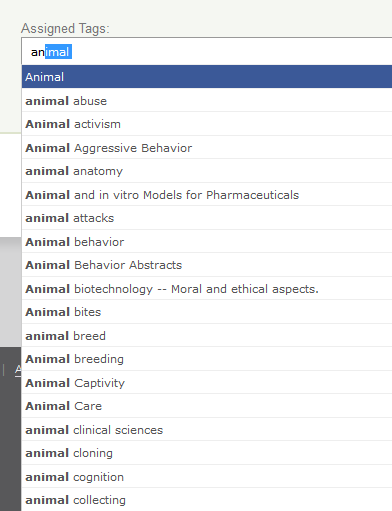 Assigned Tags:
animal
Animal
animal abuse
Animal activism
Animal Aggressive Behavior
animal anatomy
Animal and in vitro Models for Pharmaceuticals
animal attacks
Animal behavior
Animal Behavior Abstracts
Animal biotechnology -- Moral and ethical aspects.
Animal bites
animal breed
Animal breeding
Animal Captivity
Animal Care
animal clinical sciences
animal cloning
animal cognition
animal collecting
| A